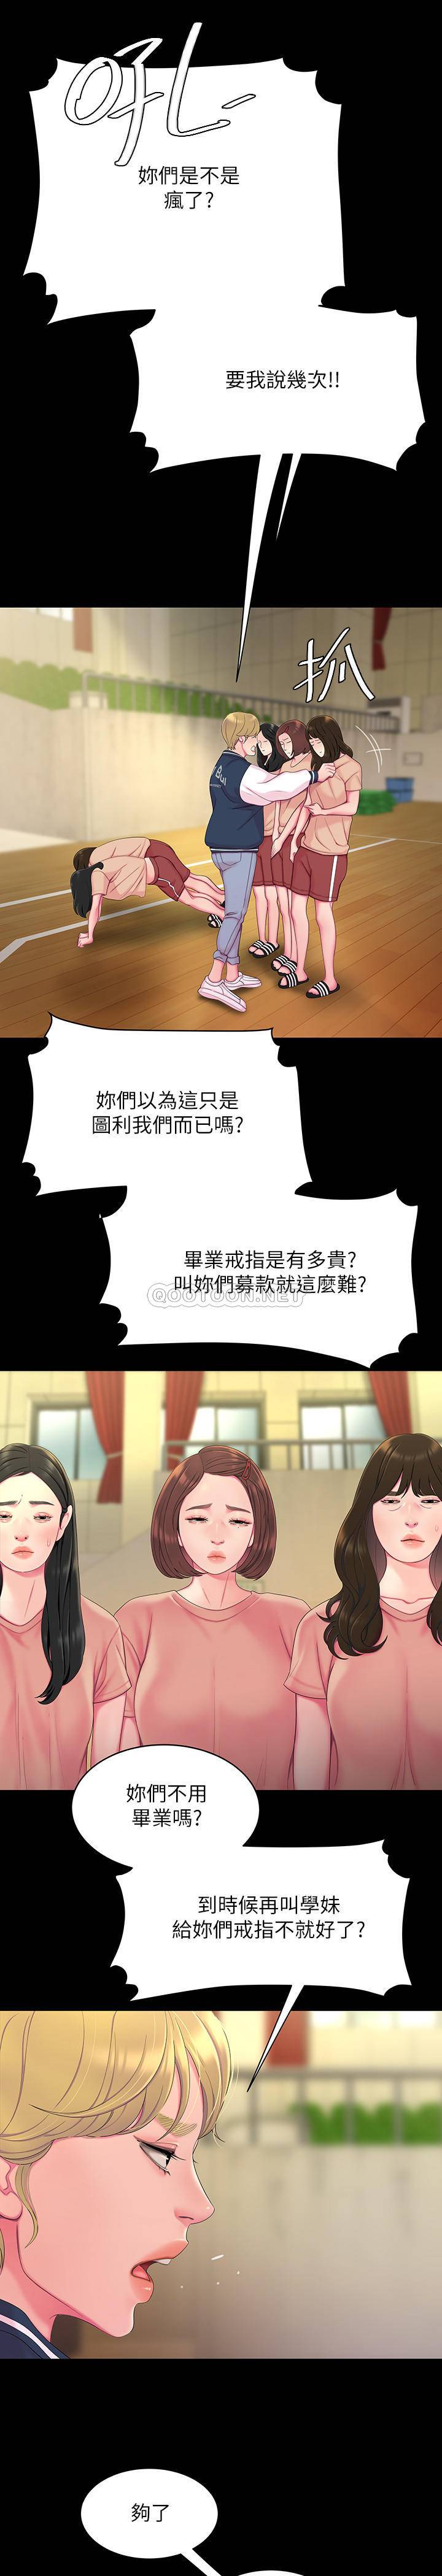 吼
妳們是不是
瘋了?
要我說幾次!!
抓
Bul
妳們以為這只是
圖利我們而已嗎?
畢業戒指是有多貴?
叫妳們募款就這麼難?
QOOTOON.NET
妳們不用
畢業嗎?
到時候再叫學妹
給妳們戒指不就好了?
夠了